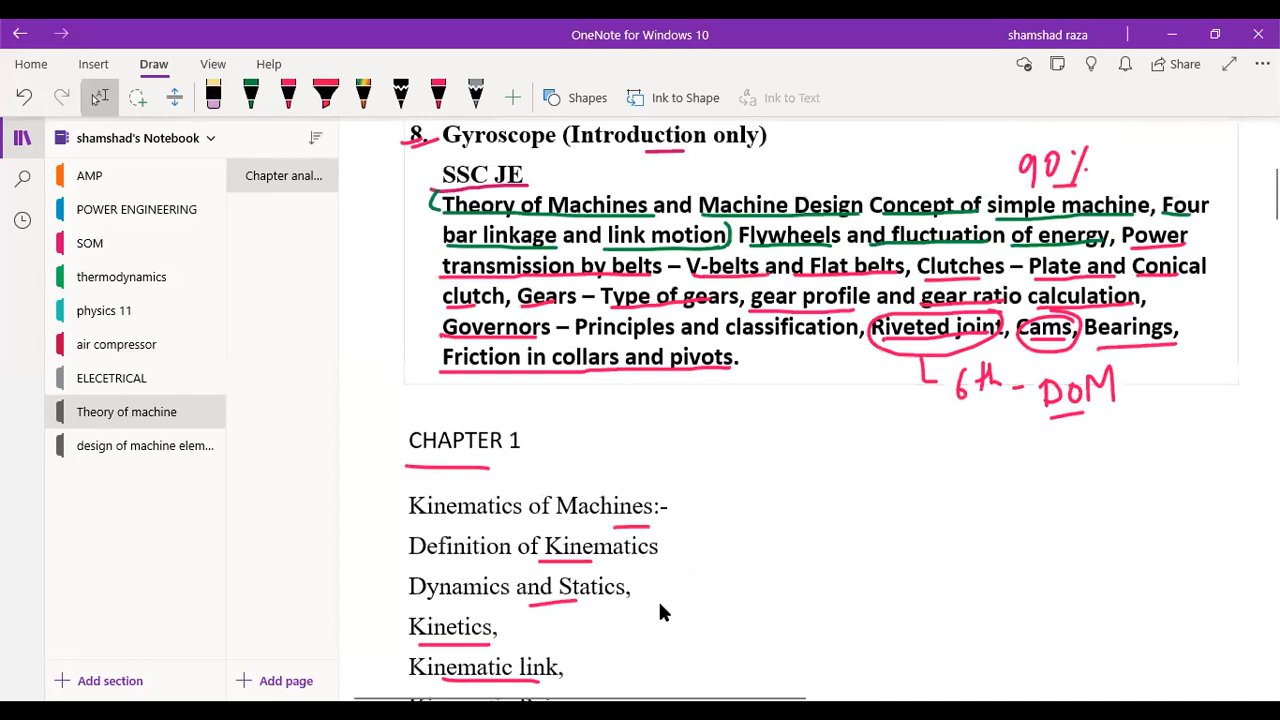 OneNote for Windows 10
shamshad raza
Home Insert Draw View Help
Share
Shapes
Ink to Shape
Ink to Text
shamshad's Notebook
AMP
POWER ENGINEERING
SOM
thermodynamics
physics 11
air compressor
ELECETRICAL
Theory of machine
design of machine elem...
Add section
Chapter anal...
Add page
8. Gyroscope (Introduction only)
SSC JE
90%
Theory of Machines and Machine Design Concept of simple machine, Four
bar linkage and link motion) Flywheels and fluctuation of energy, Power
transmission by belts – V-belts and Flat belts, Clutches – Plate and Conical
clutch, Gears – Type of gears, gear profile and gear ratio calculation,
Governors – Principles and classification, Riveted joint, Cams, Bearings,
Friction in collars and pivots.
6th - DOM
CHAPTER 1
Kinematics of Machines:-
Definition of Kinematics
Dynamics and Statics,
Kinetics,
Kinematic link,